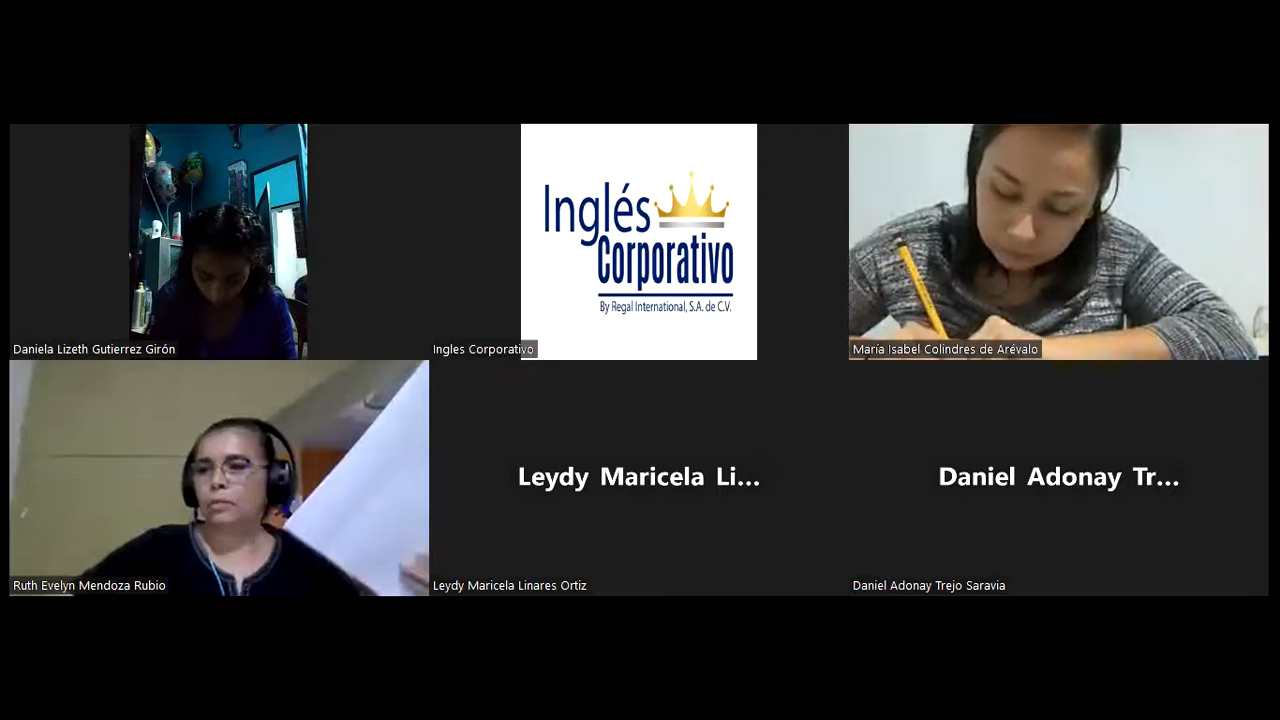 Inglés
Corporativo
By Regal International, S.A. de C.V.
Daniela Lizeth Gutierrez Girón
Ingles Corporativo
María Isabel Colindres de Arévalo
Leydy Maricela Li...
Daniel Adonay Tr...
Ruth Evelyn Mendoza Rubio
Leydy Maricela Linares Ortiz
Daniel Adonay Trejo Saravia